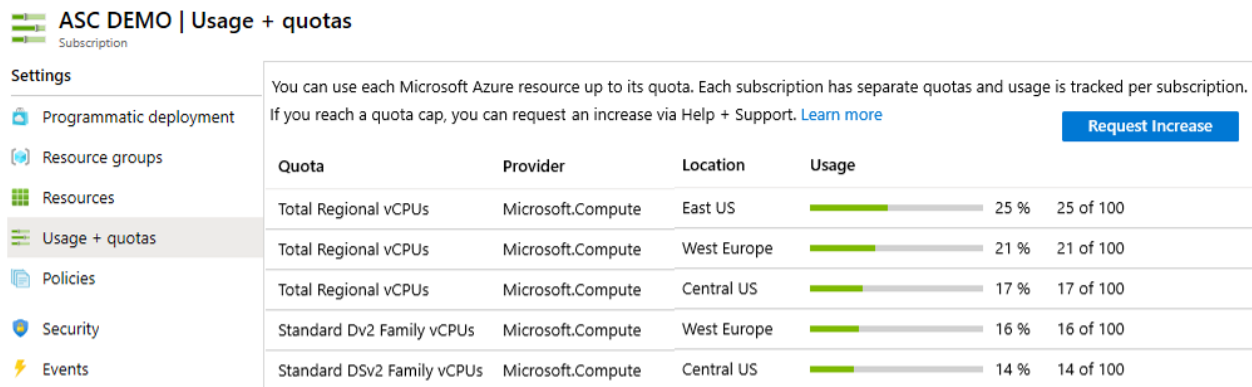 ASC DEMO | Usage + quotas
Subscription
Settings
Programmatic deployment
Resource groups
Resources
Usage + quotas
Policies
Security
Events
You can use each Microsoft Azure resource up to its quota. Each subscription has separate quotas and usage is tracked per subscription.
If you reach a quota cap, you can request an increase via Help + Support. Learn more
Request Increase
Quota Provider Location Usage
Total Regional vCPUs Microsoft.Compute East US 25 % 25 of 100
Total Regional vCPUs Microsoft.Compute West Europe 21 % 21 of 100
Total Regional vCPUs Microsoft.Compute Central US 17 % 17 of 100
Standard Dv2 Family vCPUs Microsoft.Compute West Europe 16 % 16 of 100
Standard DSv2 Family vCPUs Microsoft.Compute Central US 14 % 14 of 100